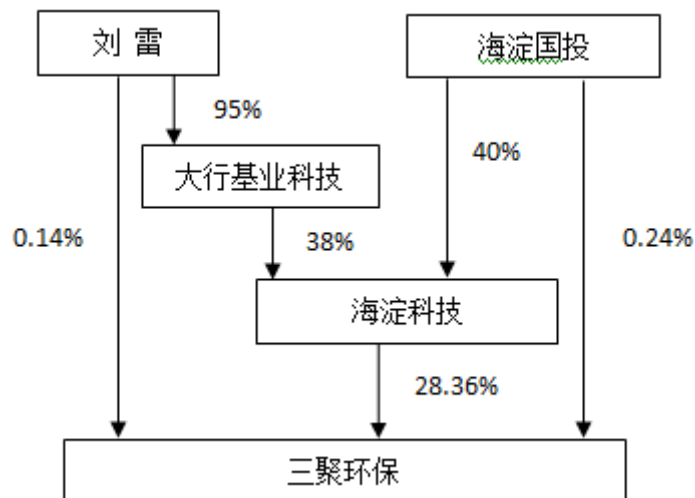 刘 雷
海淀国投
95%
40%
大行基业科技
0.14%
38%
0.24%
海淀科技
28.36%
三聚环保